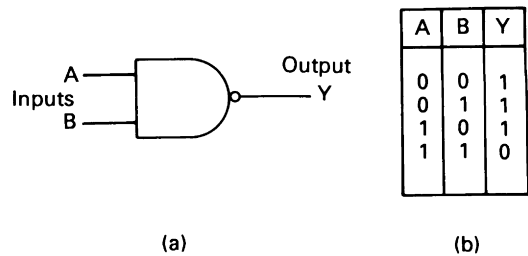 A
Inputs
B
Output
Y
(a)
A B Y
0 0 1
0 1 1
1 0 1
1 1 0
(b)